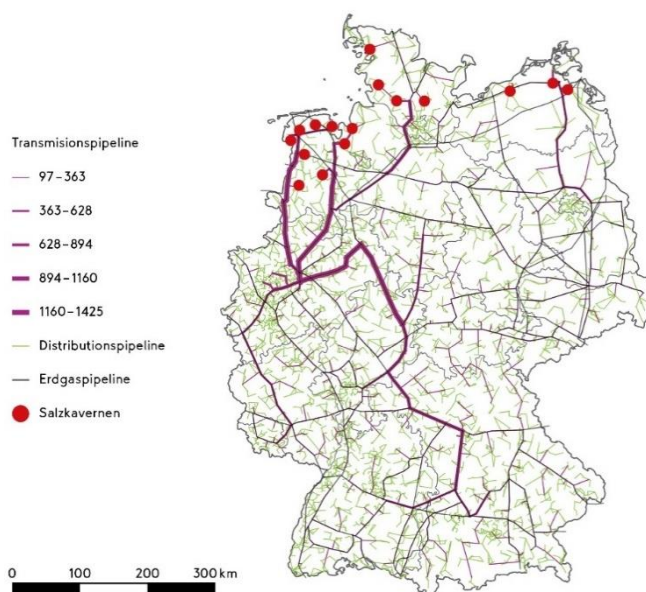 Transmisionspipeline
97–363
363–628
628–894
894–1160
1160–1425
Distributionspipeline
Erdgaspipeline
Salzkavernen
0 100 200 300 km